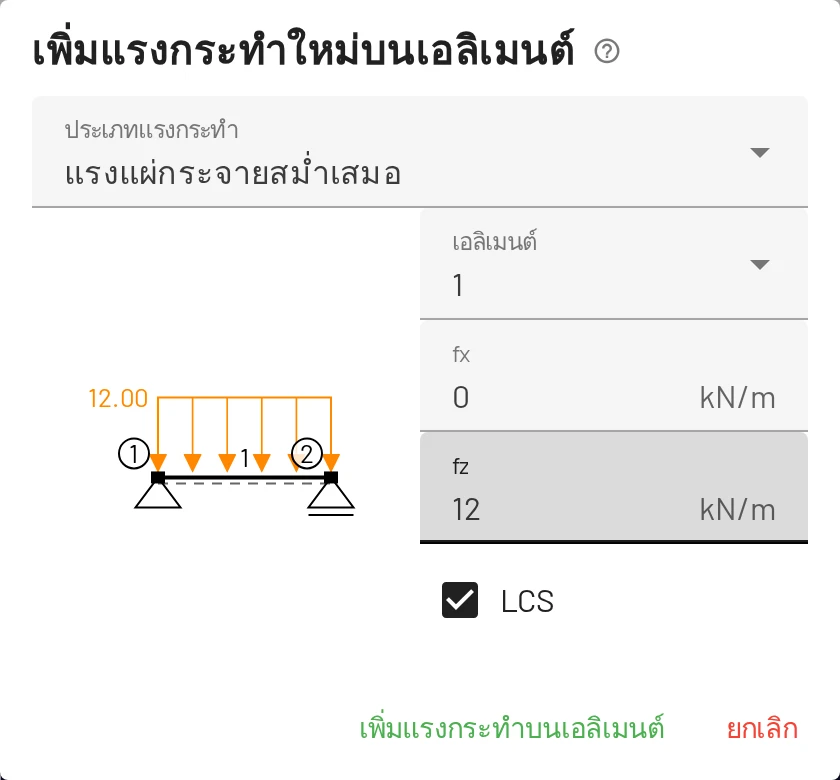 เพิ่มแรงกระทำใหม่บนเอลิเมนต์
ประเภทแรงกระทำ
แรงแผ่กระจายสม่ำเสมอ
เอลิเมนต์
1
fx
0 kN/m
12.00
1 1 2
fz
12 kN/m
LCS
เพิ่มแรงกระทำบนเอลิเมนต์ ยกเลิก